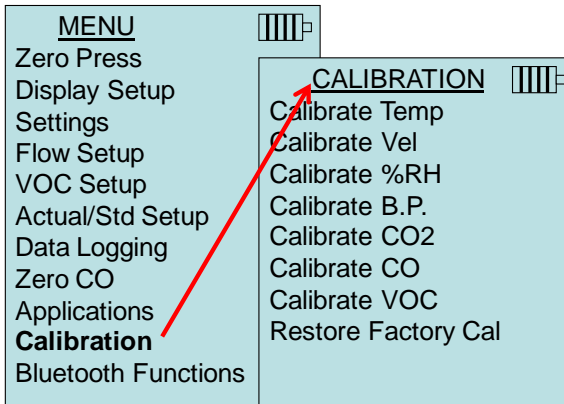 MENU
Zero Press
Display Setup
Settings
Flow Setup
VOC Setup
Actual/Std Setup
Data Logging
Zero CO
Applications
Calibration
Bluetooth Functions
CALIBRATION
Calibrate Temp
Calibrate Vel
Calibrate %RH
Calibrate B.P.
Calibrate CO2
Calibrate CO
Calibrate VOC
Restore Factory Cal